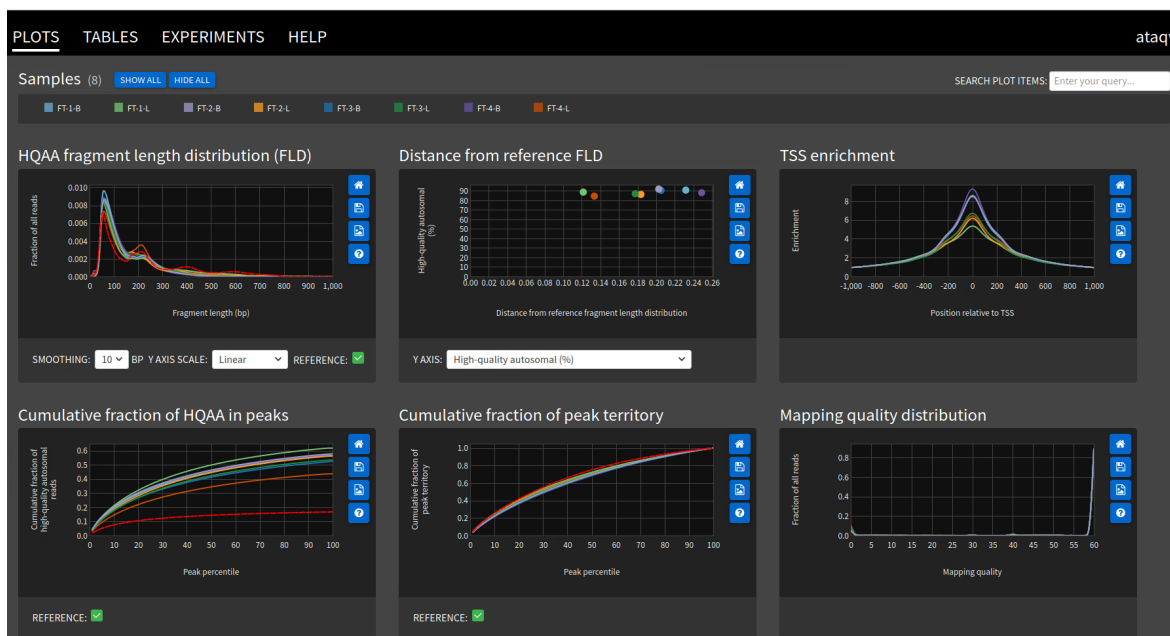 PLOTS TABLES EXPERIMENTS HELP
Samples (8) SHOW ALL HIDE ALL SEARCH PLOT ITEMS: Enter your query...
FT-1-B FT-1-L FT-2-B FT-2-L FT-3-B FT-3-L FT-4-B FT-4-L
HQAA fragment length distribution (FLD)
0.010
0.008
0.006
0.004
0.002
0.000
Fraction of all reads
0 100 200 300 400 500 600 700 800 900 1,000
Fragment length (bp)
SMOOTHING: 10 BP Y AXIS SCALE: Linear REFERENCE:
Distance from reference FLD
90
80
70
60
50
40
30
20
10
0
High-quality autosomal
(%)
0.00 0.02 0.04 0.06 0.08 0.10 0.12 0.14 0.16 0.18 0.20 0.22 0.24 0.26
Distance from reference fragment length distribution
Y AXIS: High-quality autosomal (%)
TSS enrichment
8
6
4
2
0
Enrichment
-1,000 -800 -600 -400 -200 0 200 400 600 800 1,000
Position relative to TSS
Cumulative fraction of HQAA in peaks
0.6
0.5
0.4
0.3
0.2
0.1
0.0
Cumulative fraction of
high-quality autosomal
reads
0 10 20 30 40 50 60 70 80 90 100
Peak percentile
REFERENCE:
Cumulative fraction of peak territory
1.0
0.8
0.6
0.4
0.2
0.0
Cumulative fraction of
peak territory
0 10 20 30 40 50 60 70 80 90 100
Peak percentile
REFERENCE:
Mapping quality distribution
0.8
0.6
0.4
0.2
0.0
Fraction of all reads
0 5 10 15 20 25 30 35 40 45 50 55 60
Mapping quality